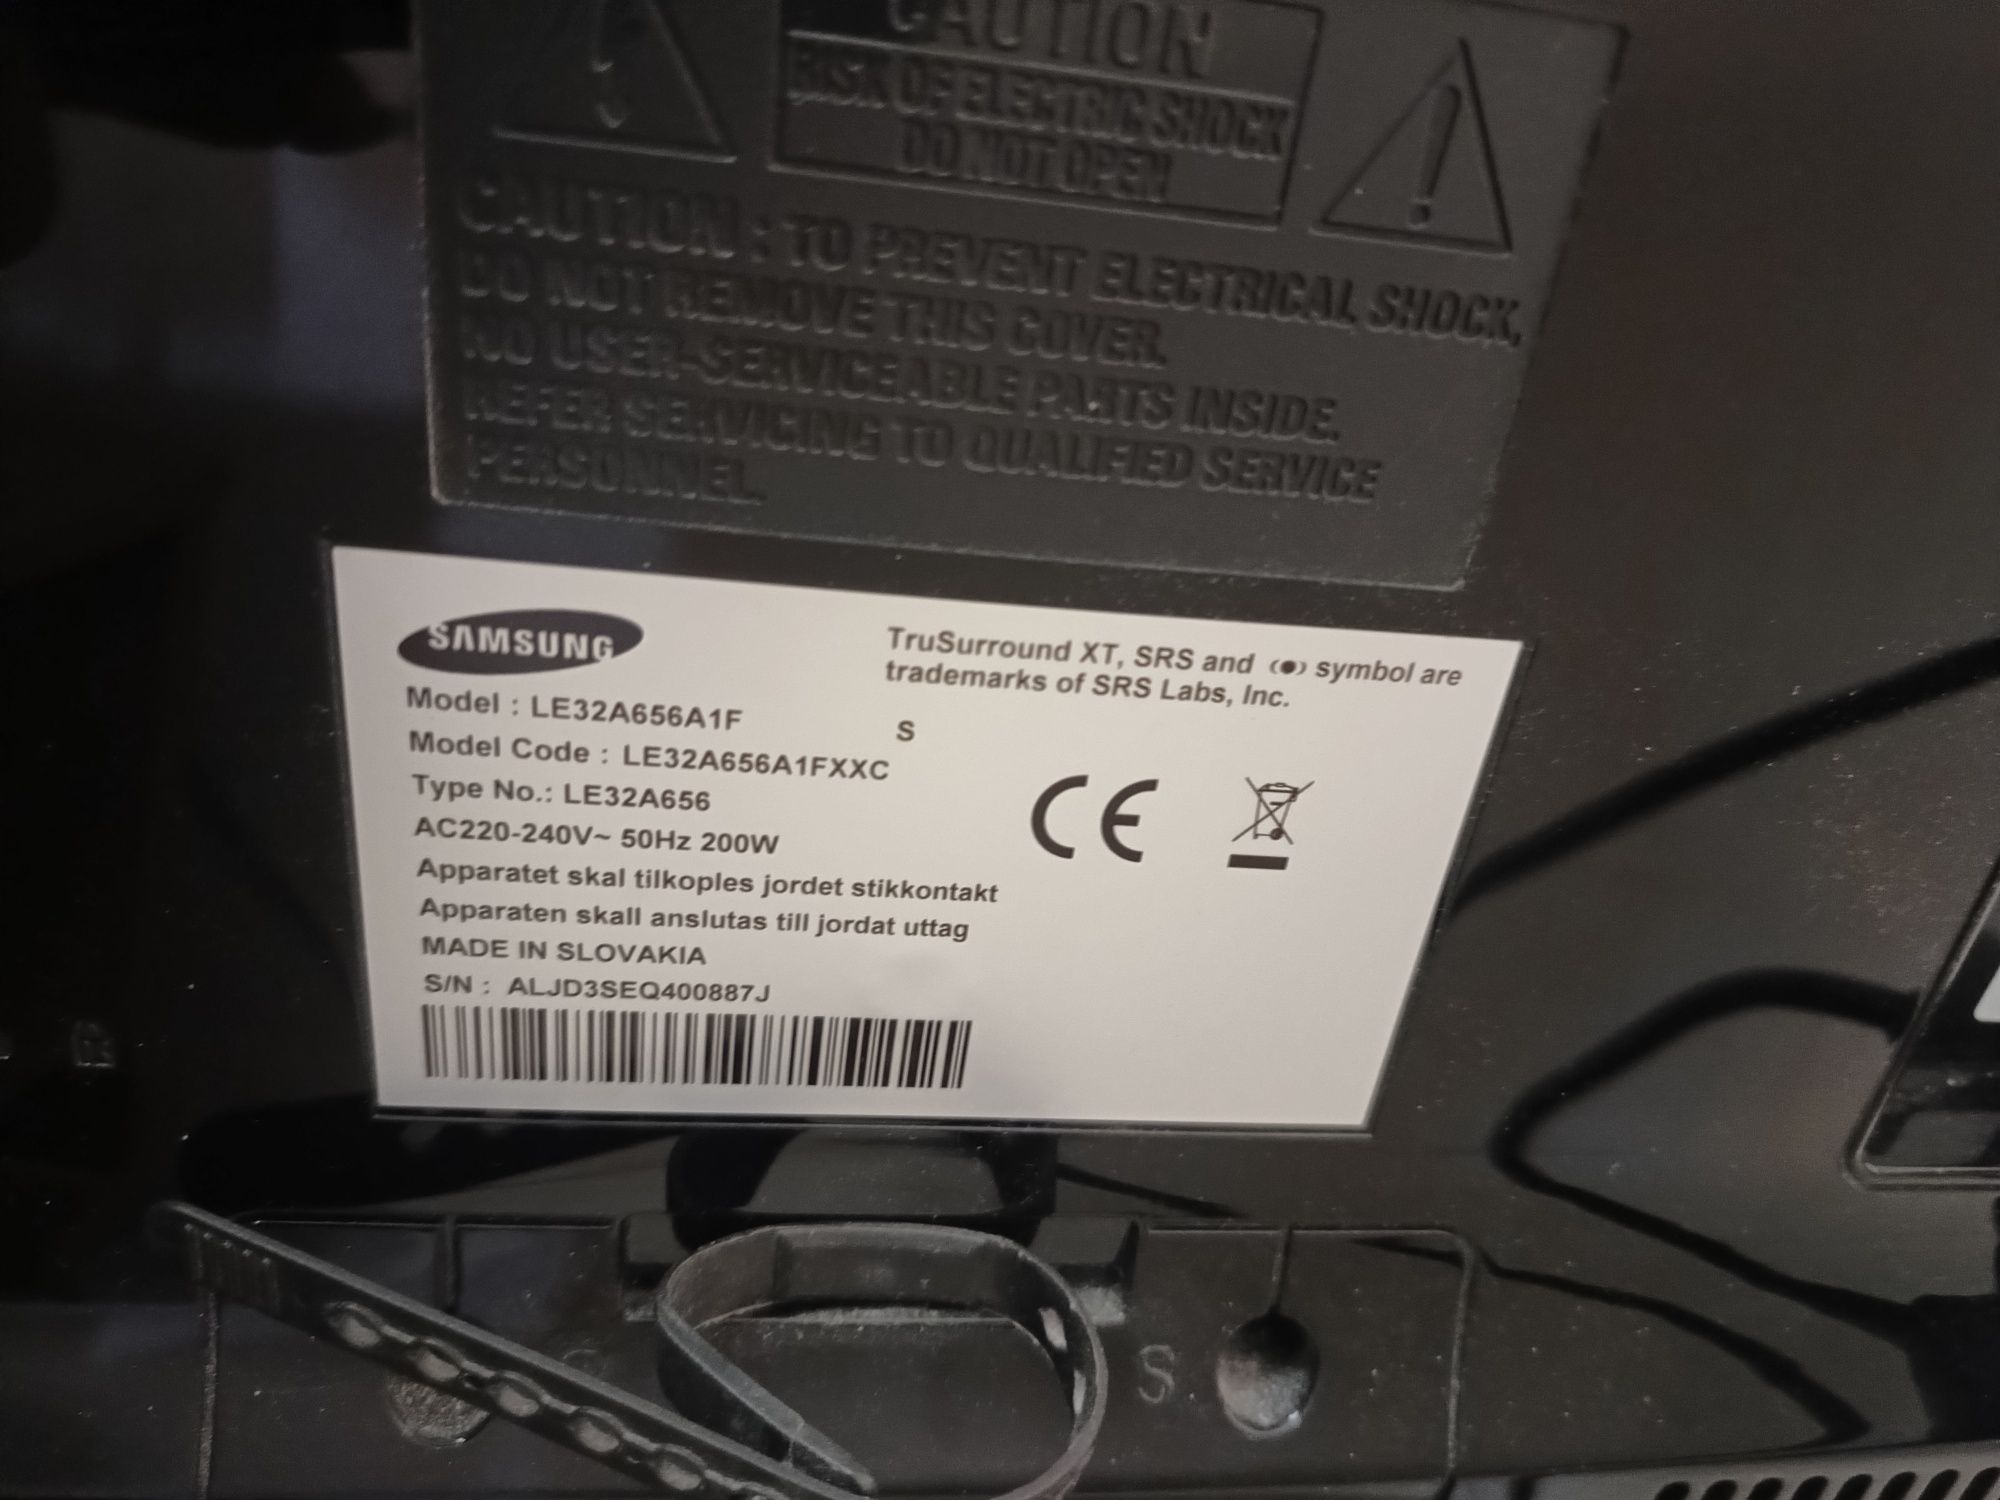 CAUTION
RISK OF ELECTRIC SHOCK
DO NOT OPEN
CAUTION : TO PREVENT ELECTRICAL SHOCK,
DO NOT REMOVE THIS COVER.
NO USER-SERVICEABLE PARTS INSIDE.
REFER SERVICING TO QUALIFIED SERVICE
PERSONNEL.
SAMSUNG
TruSurround XT, SRS and (●) symbol are
trademarks of SRS Labs, Inc.
Model : LE32A656A1F
S
Model Code : LE32A656A1FXXC
Type No.: LE32A656
AC220-240V~ 50Hz 200W
CE
Apparatet skal tilkoples jordet stikkontakt
Apparaten skall anslutas till jordat uttag
MADE IN SLOVAKIA
S/N : ALJD3SEQ400887J
S